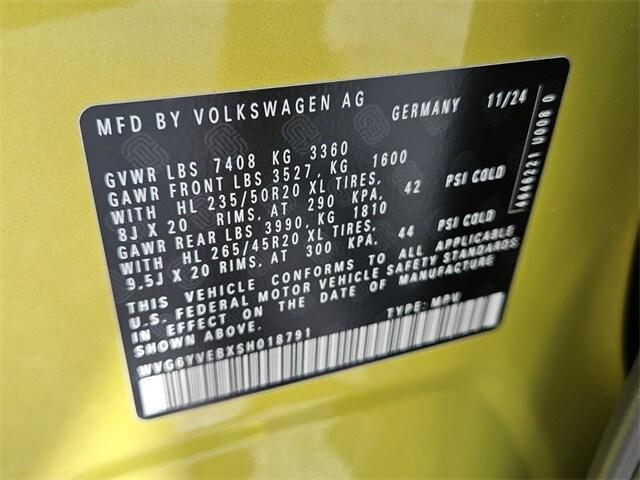 MFD BY VOLKSWAGEN AG GERMANY 11/24
GVWR LBS 7408 KG 3360
GAWR FRONT LBS 3527, KG 1600
WITH HL 235/50R20 XL TIRES,
8J X 20 RIMS, AT 290 KPA, 42 PSI COLD
GAWR REAR LBS 3990, KG 1810
WITH HL 265/45R20 XL TIRES,
9.5J X 20 RIMS, AT 300 KPA, 44 PSI COLD
THIS VEHICLE CONFORMS TO ALL APPLICABLE
U.S. FEDERAL MOTOR VEHICLE SAFETY STANDARDS
IN EFFECT ON THE DATE OF MANUFACTURE
SHOWN ABOVE.
WVG6YVEBXSH018791 TYPE: MPV